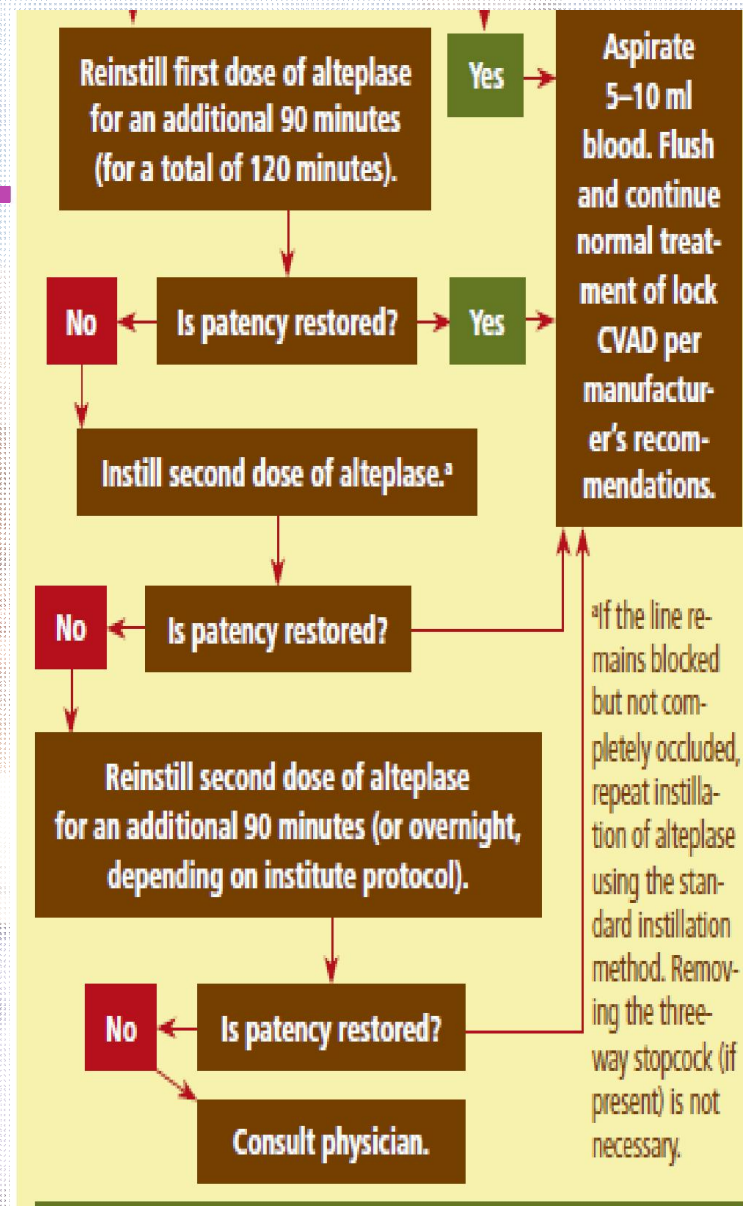 Reinstill first dose of alteplase
for an additional 90 minutes
(for a total of 120 minutes).
Yes
Aspirate
5–10 ml
blood. Flush
and continue
normal treat-
ment of lock
CVAD per
manufactur-
er's recom-
mendations.
No
Is patency restored?
Yes
Instill second dose of alteplase.ª
No
Is patency restored?
Reinstill second dose of alteplase
for an additional 90 minutes (or overnight,
depending on institute protocol).
No
Is patency restored?
Consult physician.
ªIf the line re-
mains blocked
but not com-
pletely occluded,
repeat instilla-
tion of alteplase
using the stan-
dard instillation
method. Remov-
ing the three-
way stopcock (if
present) is not
necessary.